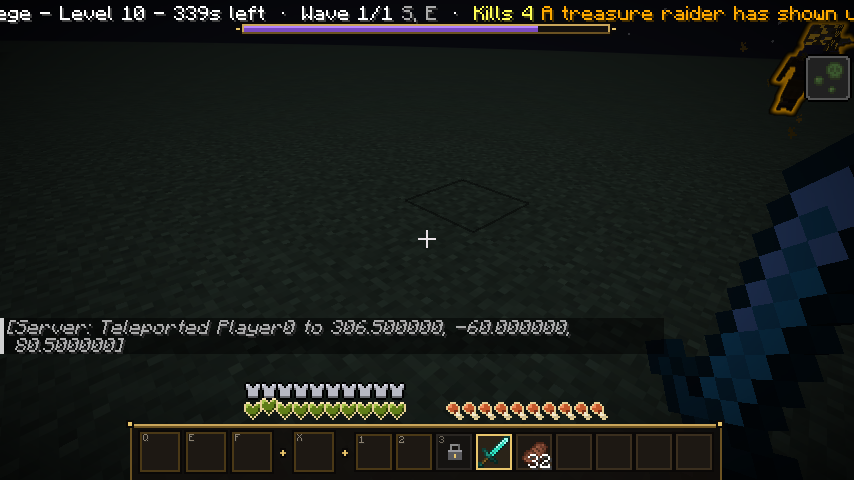 ege – Level 10 – 339s left · Wave 1/1 S, E · Kills 4 A treasure raider has shown u
[Server: Teleported Player0 to 306.500000, -60.000000,
80.500000]
Q E F X 1 2 3 32